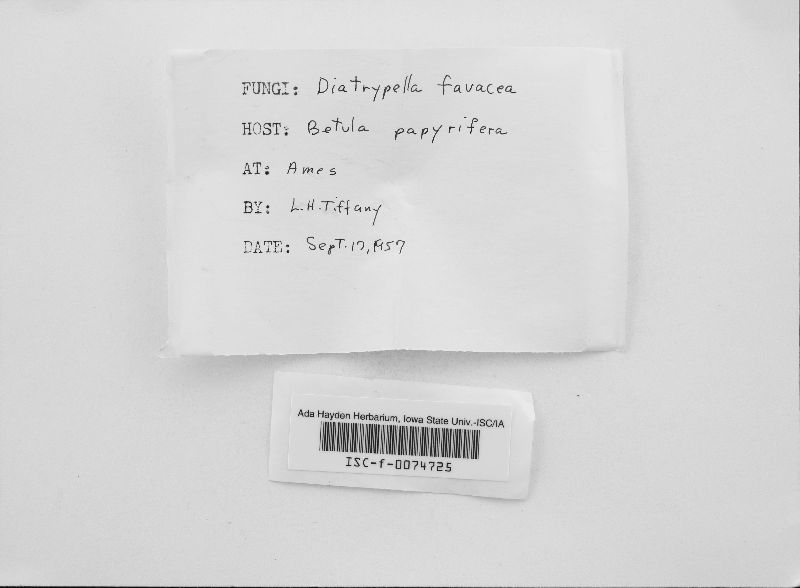 FUNGI: Diatrypella favacea
HOST: Betula papyrifera
AT: Ames
BY: L.H.Tiffany
DATE: Sept. 17, 1957
Ada Hayden Herbarium, Iowa State Univ.-ISC/IA
ISC-f-0074725